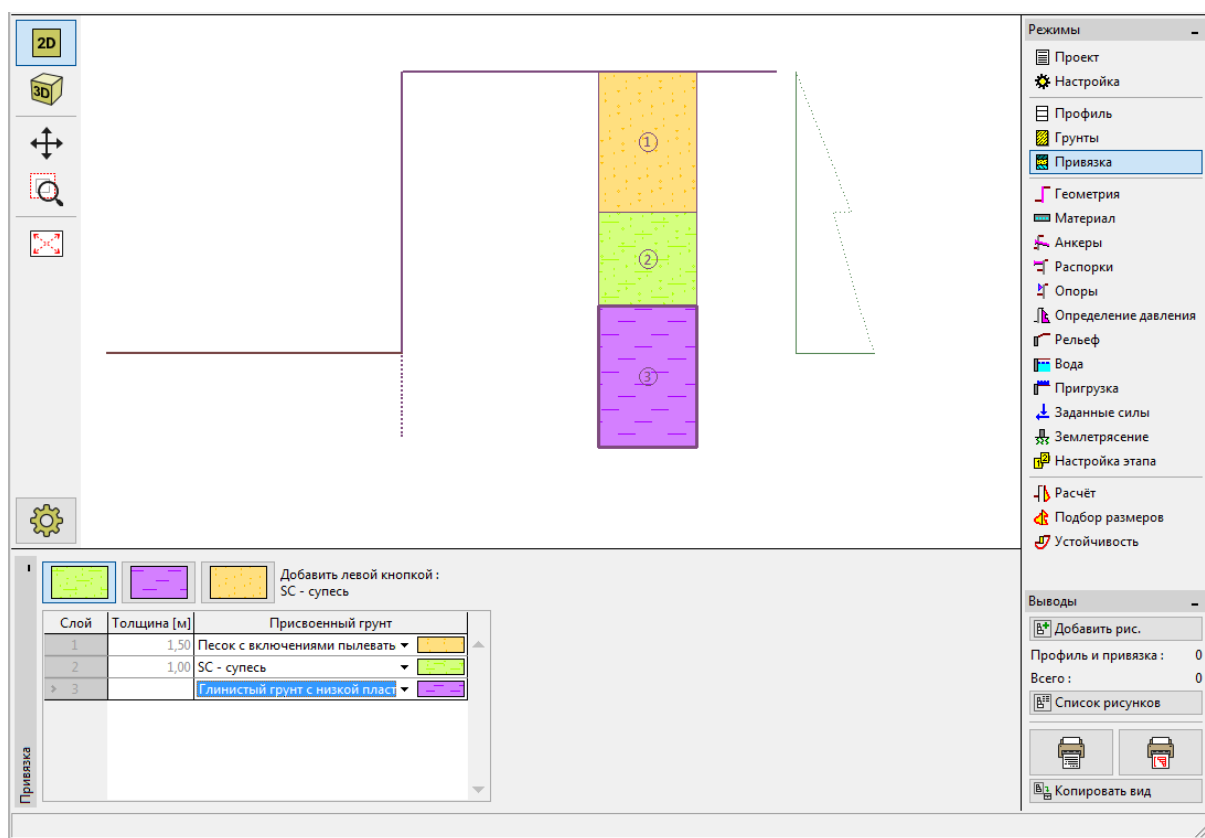 2D
3D
①
②
③
Режимы
Проект
Настройка
Профиль
Грунты
Привязка
Геометрия
Материал
Анкеры
Распорки
Опоры
Определение давления
Рельеф
Вода
Пригрузка
Заданные силы
Землетрясение
Настройка этапа
Расчёт
Подбор размеров
Устойчивость
Привязка
Добавить левой кнопкой :
SC - супесь
Слой Толщина [м] Присвоенный грунт
1 1,50 Песок с включениями пылевать
2 1,00 SC - супесь
3 Глинистый грунт с низкой пласт
Выводы
Добавить рис.
Профиль и привязка : 0
Всего : 0
Список рисунков
Копировать вид